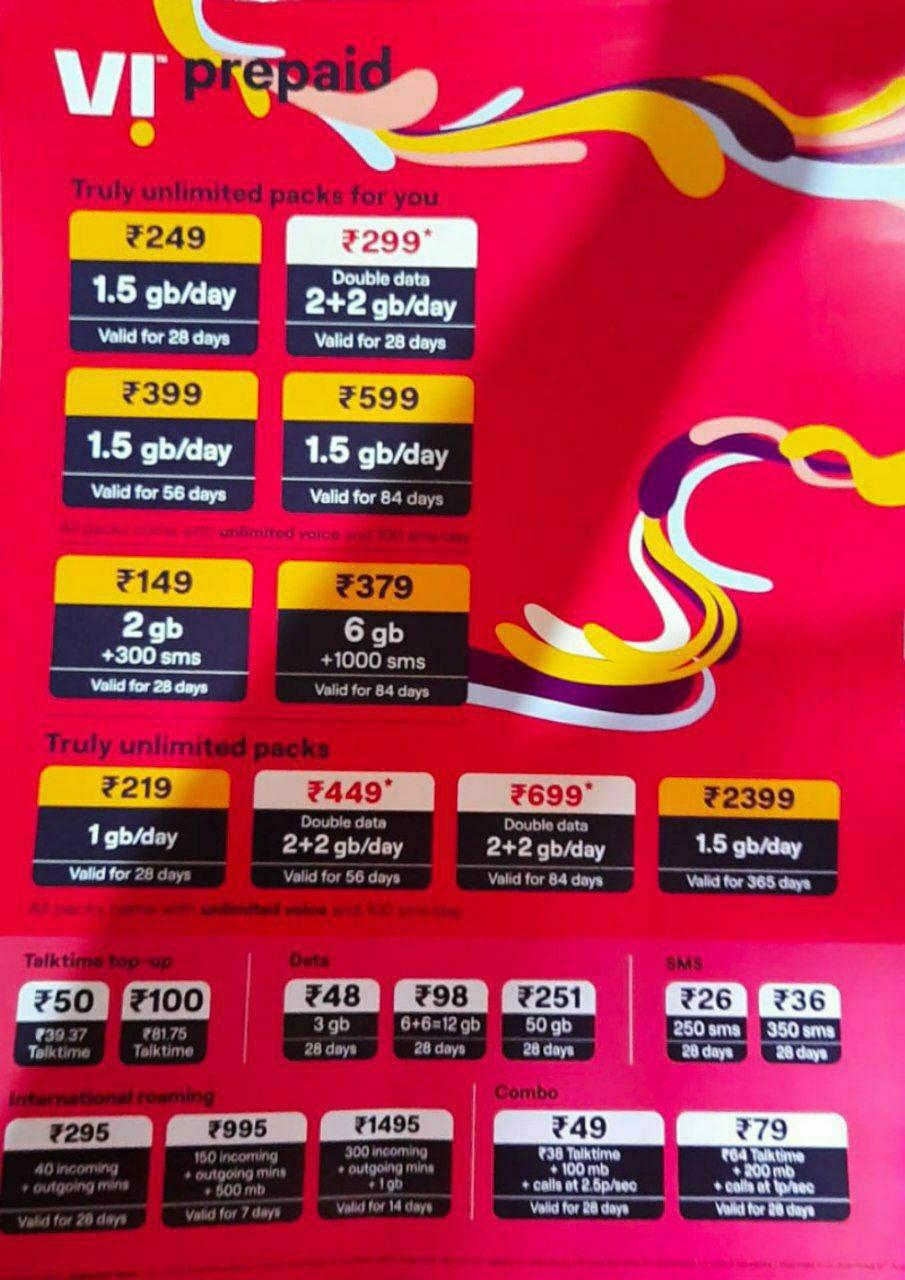 Vi™ prepaid
Truly unlimited packs for you
₹249
1.5 gb/day
Valid for 28 days
₹299*
Double data
2+2 gb/day
Valid for 28 days
₹399
1.5 gb/day
Valid for 56 days
₹599
1.5 gb/day
Valid for 84 days
All packs come with unlimited voice and 100 sms/day
₹149
2 gb
+300 sms
Valid for 28 days
₹379
6 gb
+1000 sms
Valid for 84 days
Truly unlimited packs
₹219
1 gb/day
Valid for 28 days
₹449*
Double data
2+2 gb/day
Valid for 56 days
₹699*
Double data
2+2 gb/day
Valid for 84 days
₹2399
1.5 gb/day
Valid for 365 days
All packs come with unlimited voice and 100 sms/day
Talktime top-up
₹50
₹39.37
Talktime
₹100
₹81.75
Talktime
Data
₹48
3 gb
28 days
₹98
6+6=12 gb
28 days
₹251
50 gb
28 days
SMS
₹26
250 sms
28 days
₹36
350 sms
28 days
International roaming
₹295
40 incoming
+ outgoing mins
Valid for 28 days
₹995
150 incoming
+ outgoing mins
+ 500 mb
Valid for 7 days
₹1495
300 incoming
+ outgoing mins
+ 1 gb
Valid for 14 days
Combo
₹49
₹38 Talktime
+ 100 mb
+ calls at 2.5p/sec
Valid for 28 days
₹79
₹64 Talktime
+ 200 mb
+ calls at 1p/sec
Valid for 28 days